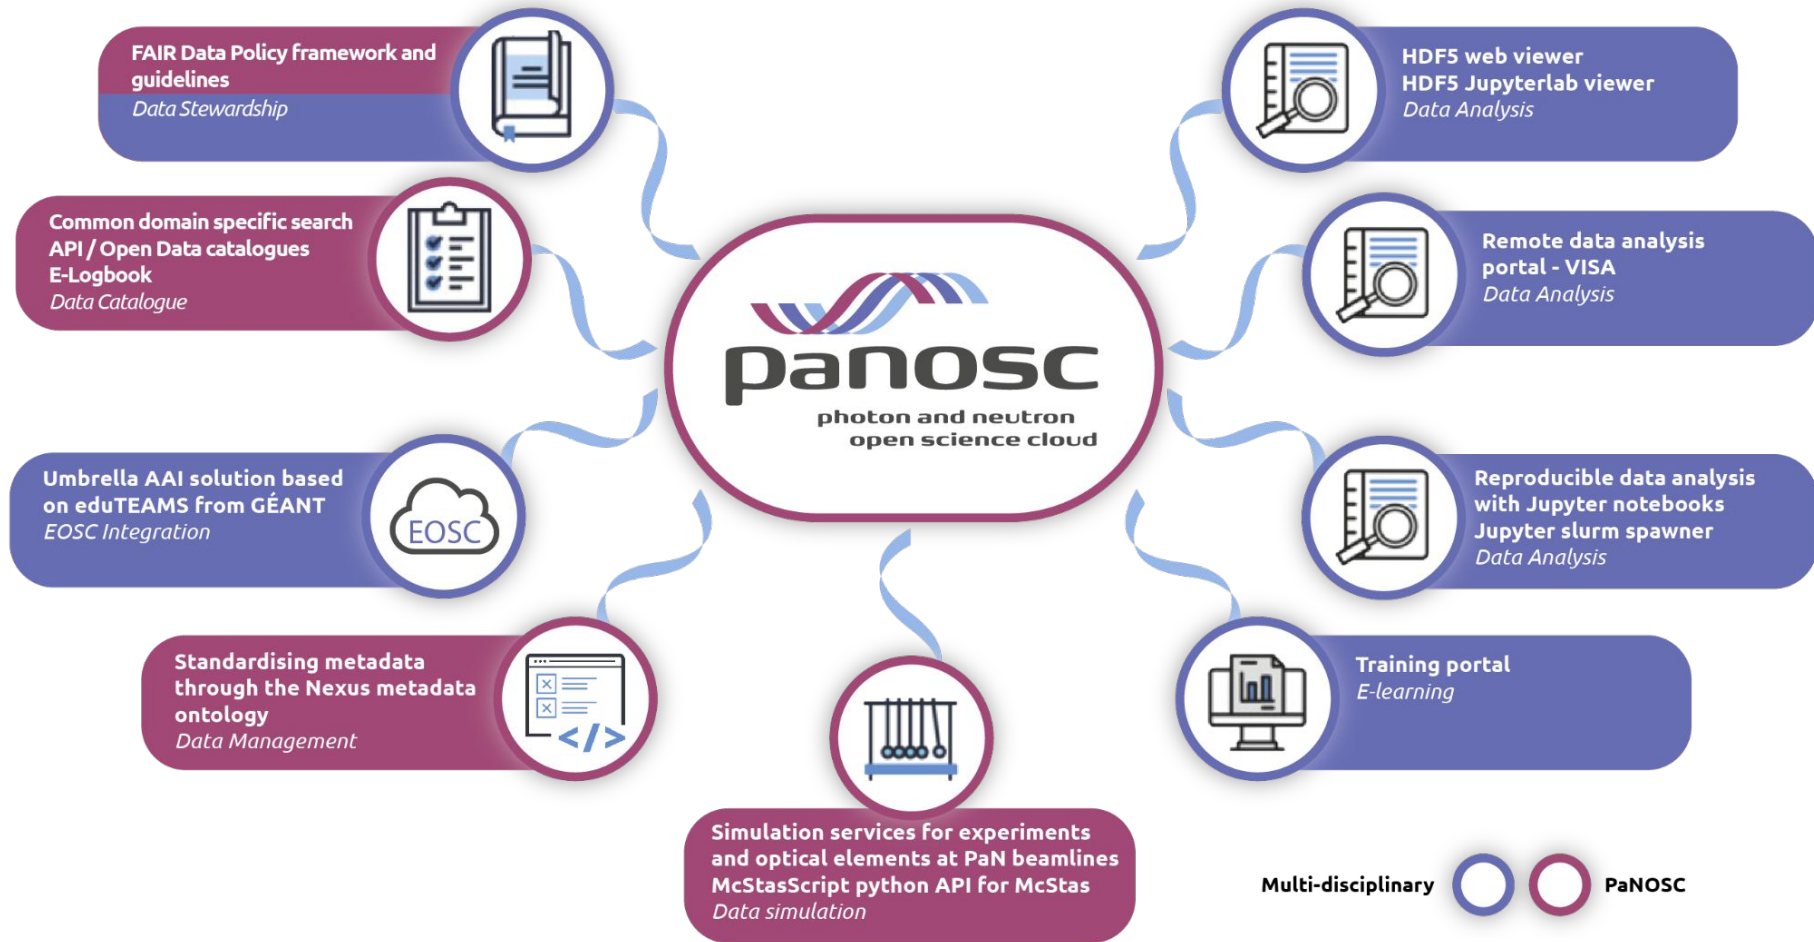 FAIR Data Policy framework and
guidelines
Data Stewardship
Common domain specific search
API / Open Data catalogues
E-Logbook
Data Catalogue
Umbrella AAI solution based
on eduTEAMS from GÉANT
EOSC Integration
EOSC
Standardising metadata
through the Nexus metadata
ontology
Data Management
</>
panosc
photon and neutron
open science cloud
Simulation services for experiments
and optical elements at PaN beamlines
McStasScript python API for McStas
Data simulation
HDF5 web viewer
HDF5 Jupyterlab viewer
Data Analysis
Remote data analysis
portal - VISA
Data Analysis
Reproducible data analysis
with Jupyter notebooks
Jupyter slurm spawner
Data Analysis
Training portal
E-learning
Multi-disciplinary
PaNOSC